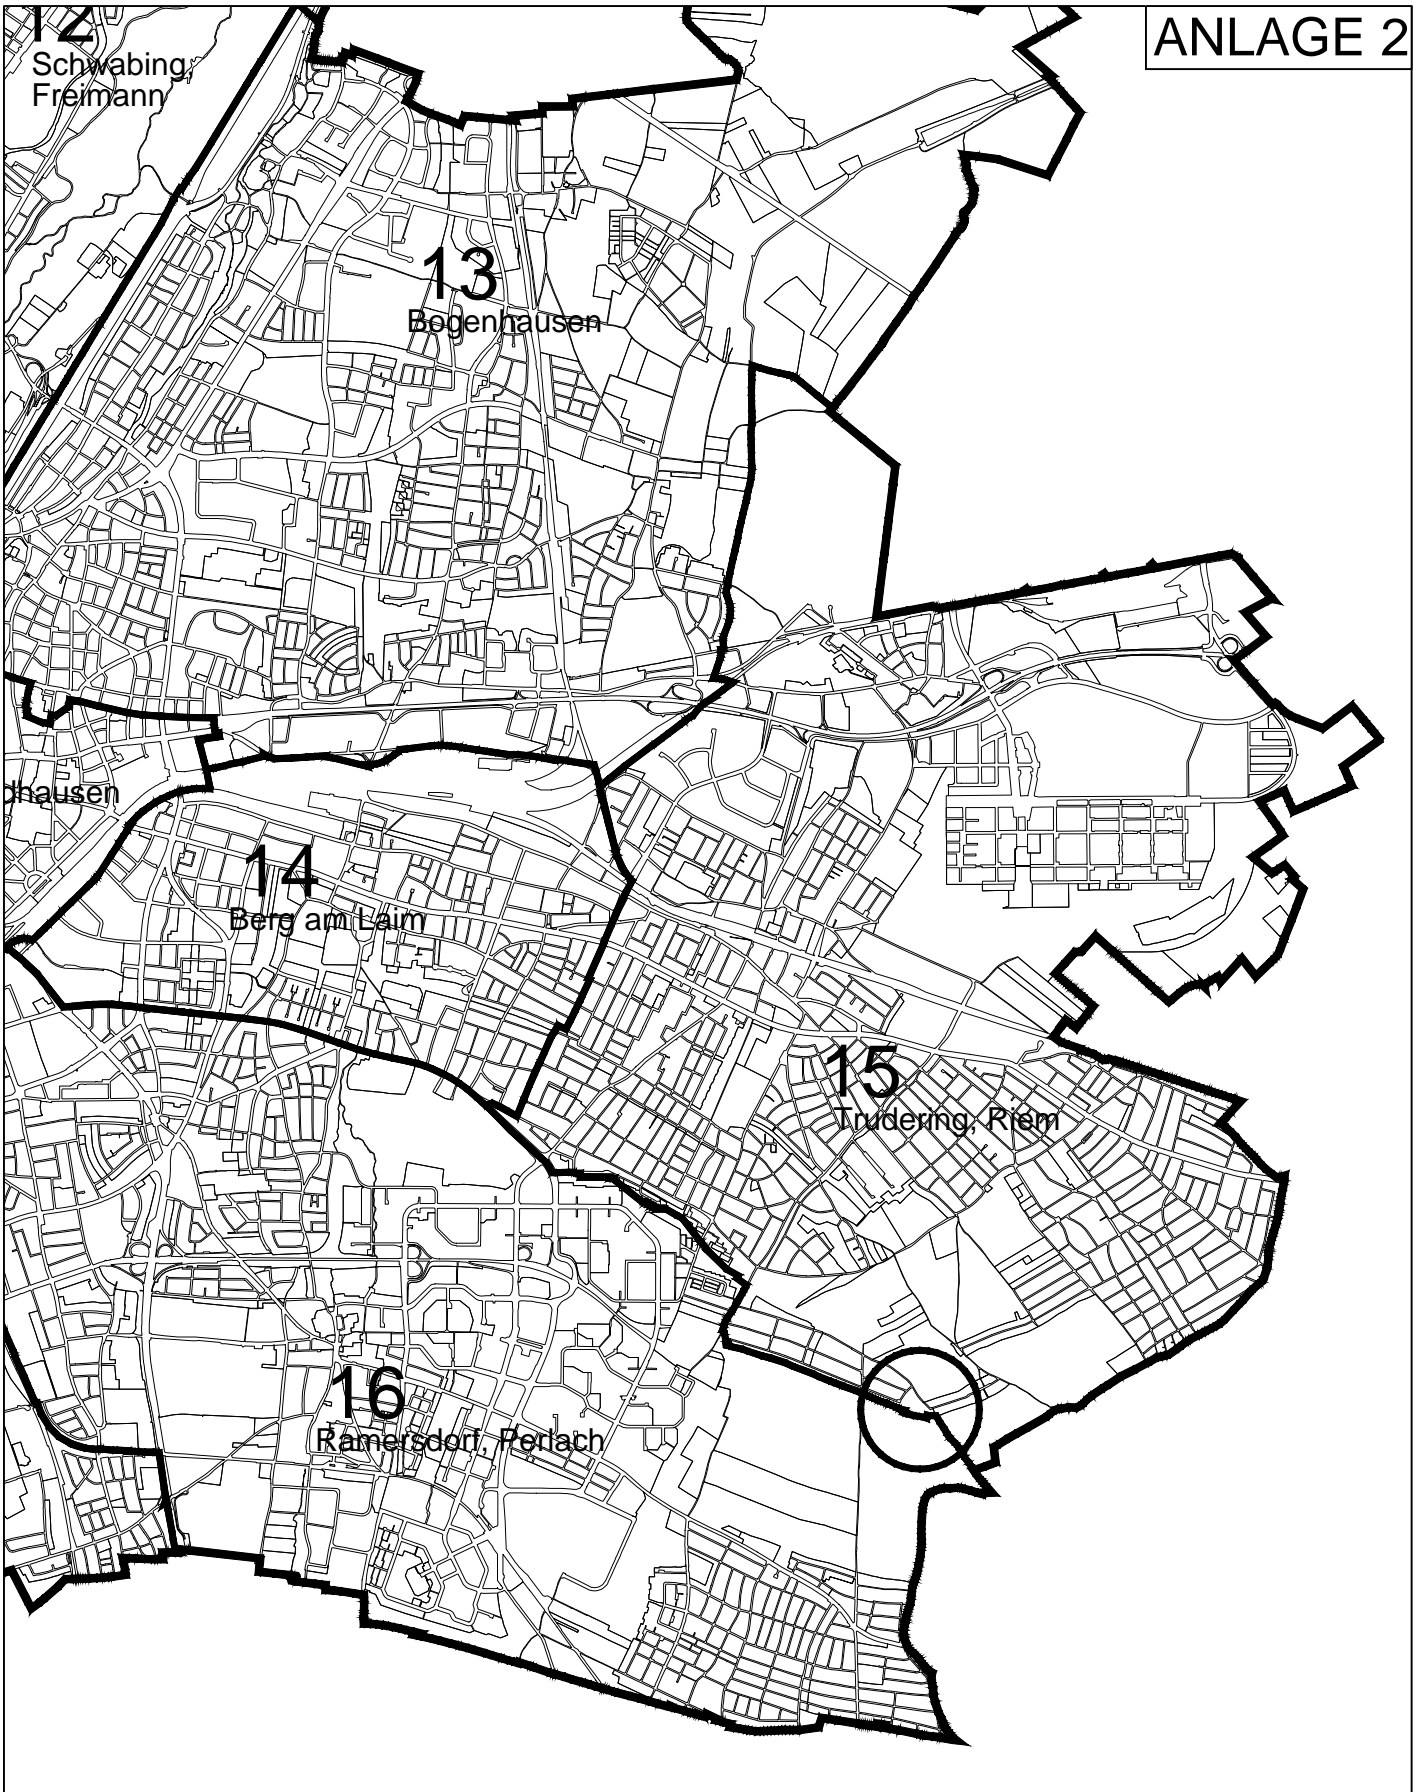 ANLAGE 2
12
Schwabing,
Freimann
13
Bogenhausen
dhausen
14
Berg am Laim
15
Trudering, Riem
16
Ramersdorf, Perlach